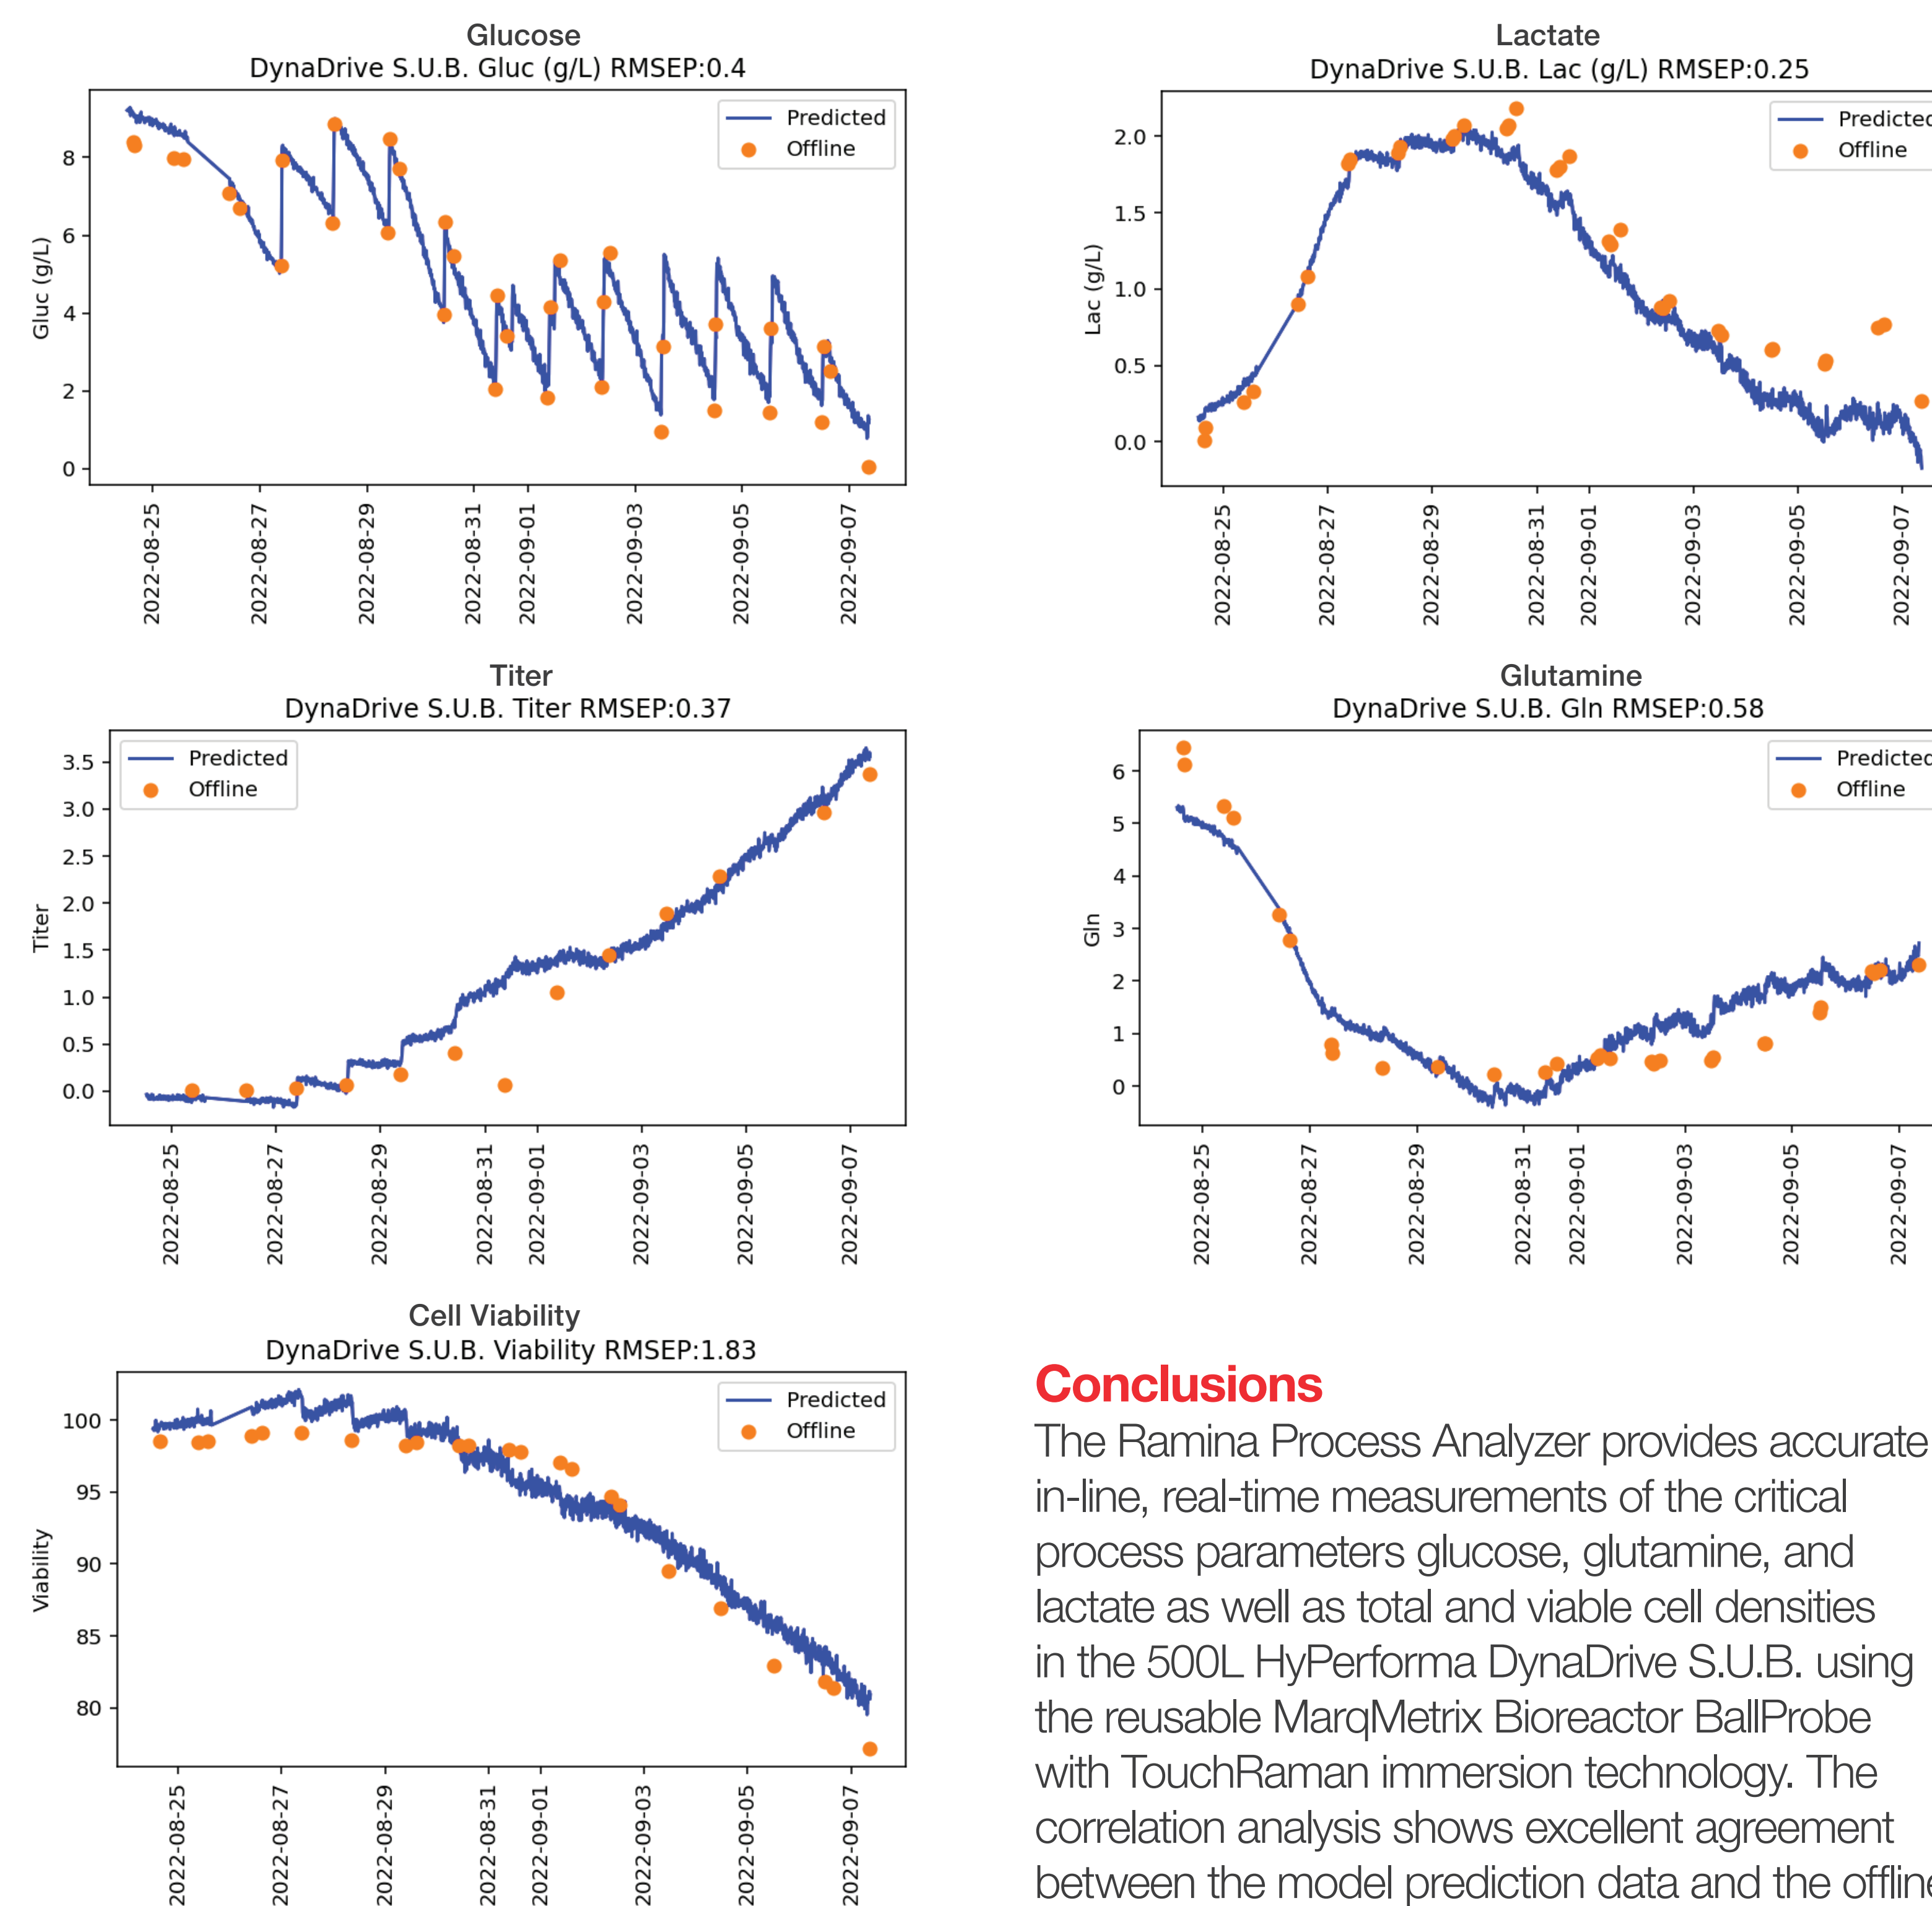 Glucose
DynaDrive S.U.B. Gluc (g/L) RMSEP:0.4
Predicted
Offline
Gluc (g/L)
8
6
4
2
0
2022-08-25
2022-08-27
2022-08-29
2022-08-31
2022-09-01
2022-09-03
2022-09-05
2022-09-07
Lactate
DynaDrive S.U.B. Lac (g/L) RMSEP:0.25
Predicted
Offline
Lac (g/L)
2.0
1.5
1.0
0.5
0.0
2022-08-25
2022-08-27
2022-08-29
2022-08-31
2022-09-01
2022-09-03
2022-09-05
2022-09-07
Titer
DynaDrive S.U.B. Titer RMSEP:0.37
Predicted
Offline
Titer
3.5
3.0
2.5
2.0
1.5
1.0
0.5
0.0
2022-08-25
2022-08-27
2022-08-29
2022-08-31
2022-09-01
2022-09-03
2022-09-05
2022-09-07
Glutamine
DynaDrive S.U.B. Gln RMSEP:0.58
Predicted
Offline
Gln
6
5
4
3
2
1
0
2022-08-25
2022-08-27
2022-08-29
2022-08-31
2022-09-01
2022-09-03
2022-09-05
2022-09-07
Cell Viability
DynaDrive S.U.B. Viability RMSEP:1.83
Predicted
Offline
Viability
100
95
90
85
80
2022-08-25
2022-08-27
2022-08-29
2022-08-31
2022-09-01
2022-09-03
2022-09-05
2022-09-07
Conclusions
The Ramina Process Analyzer provides accurate
in-line, real-time measurements of the critical
process parameters glucose, glutamine, and
lactate as well as total and viable cell densities
in the 500L HyPerforma DynaDrive S.U.B. using
the reusable MarqMetrix Bioreactor BallProbe
with TouchRaman immersion technology. The
correlation analysis shows excellent agreement
between the model prediction data and the offline